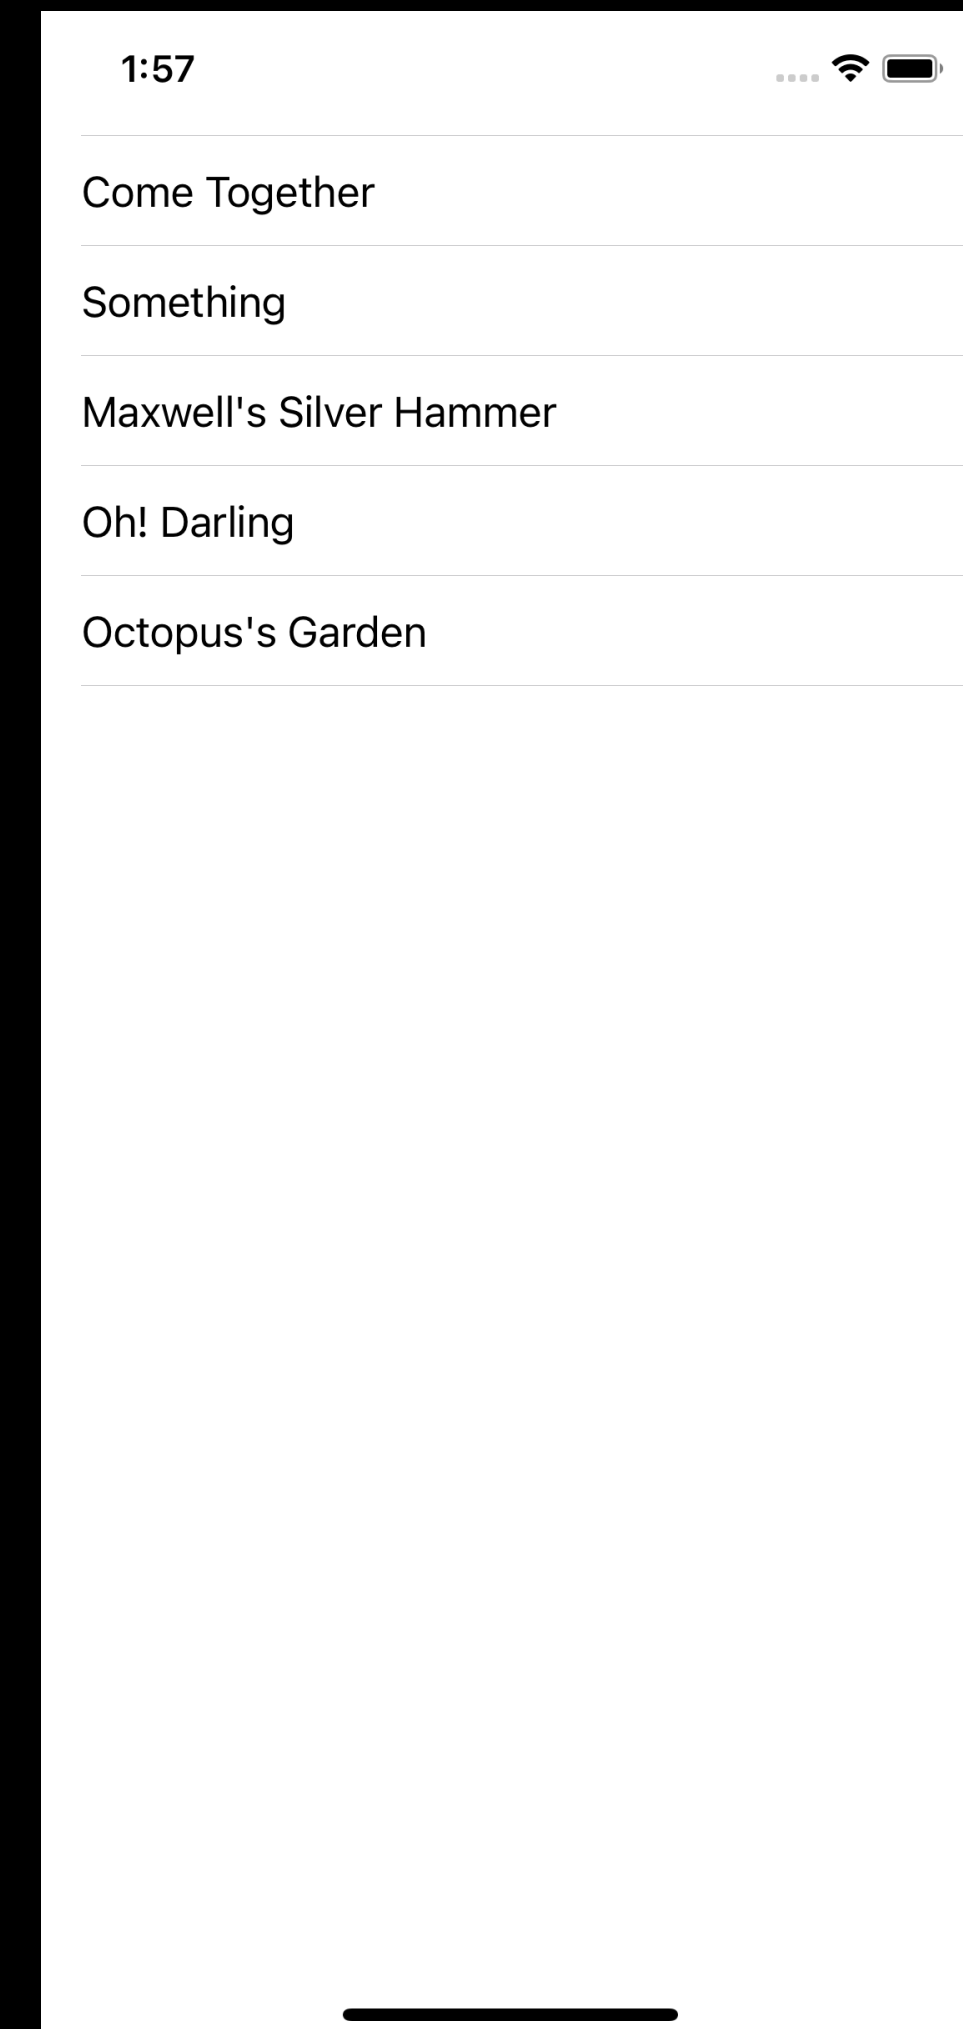 1:57
Come Together
Something
Maxwell's Silver Hammer
Oh! Darling
Octopus's Garden